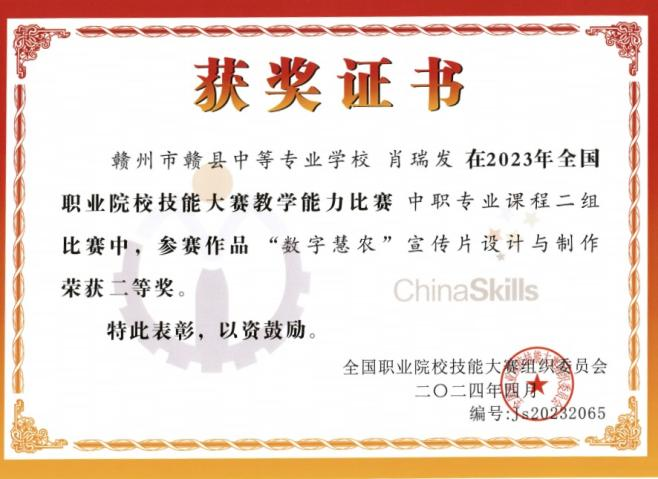 获奖证书
赣州市赣县中等专业学校 肖瑞发 在2023年全国
职业院校技能大赛教学能力比赛 中职专业课程二组
比赛中，参赛作品 “数字慧农”宣传片设计与制作
荣获二等奖。
ChinaSkills
特此表彰，以资鼓励。
全国职业院校技能大赛组织委员会
二〇二四年四月
编号:js20232065